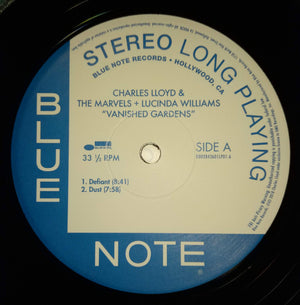 STEREO LONG PLAYING
BLUE NOTE RECORDS • HOLLYWOOD, CA
CHARLES LLOYD &
THE MARVELS + LUCINDA WILLIAMS
"VANISHED GARDENS"
33 ⅓ RPM
SIDE A
1. Defiant (8:41)
2. Dust (7:58)
BLUE
NOTE